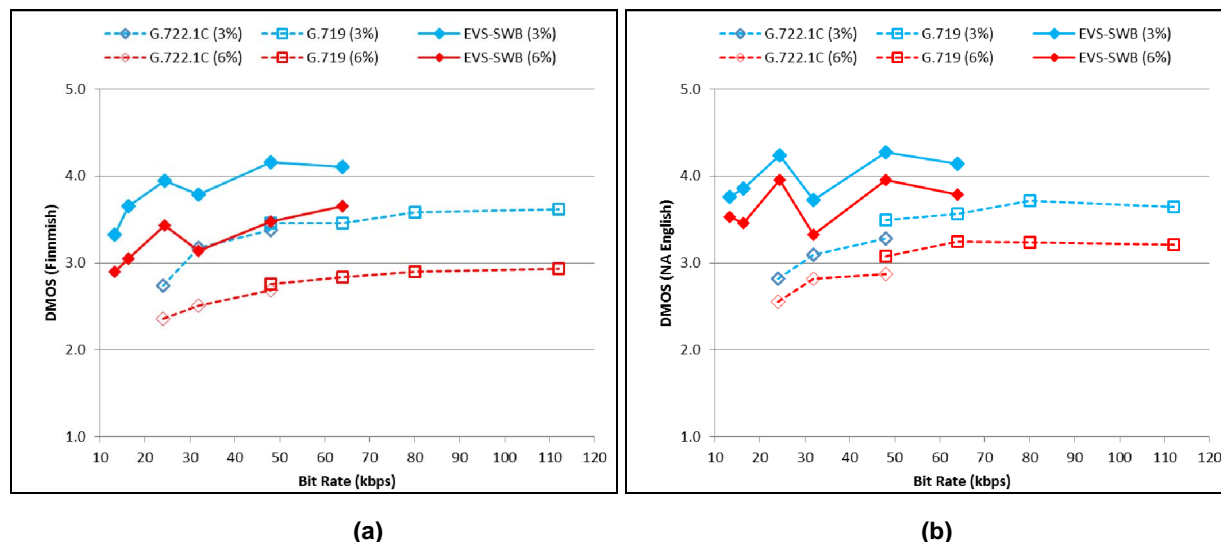 G.722.1C (3%) G.719 (3%) EVS-SWB (3%)
G.722.1C (6%) G.719 (6%) EVS-SWB (6%)
5.0
4.0
3.0
2.0
1.0
DMOS (Finnmish)
10 20 30 40 50 60 70 80 90 100 110 120
Bit Rate (kbps)
(a)
G.722.1C (3%) G.719 (3%) EVS-SWB (3%)
G.722.1C (6%) G.719 (6%) EVS-SWB (6%)
5.0
4.0
3.0
2.0
1.0
DMOS (NA English)
10 20 30 40 50 60 70 80 90 100 110 120
Bit Rate (kbps)
(b)